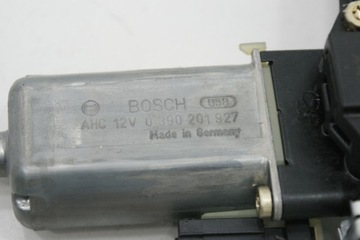 BOSCH
AHC 12V 0 390 201 927
Made in Germany